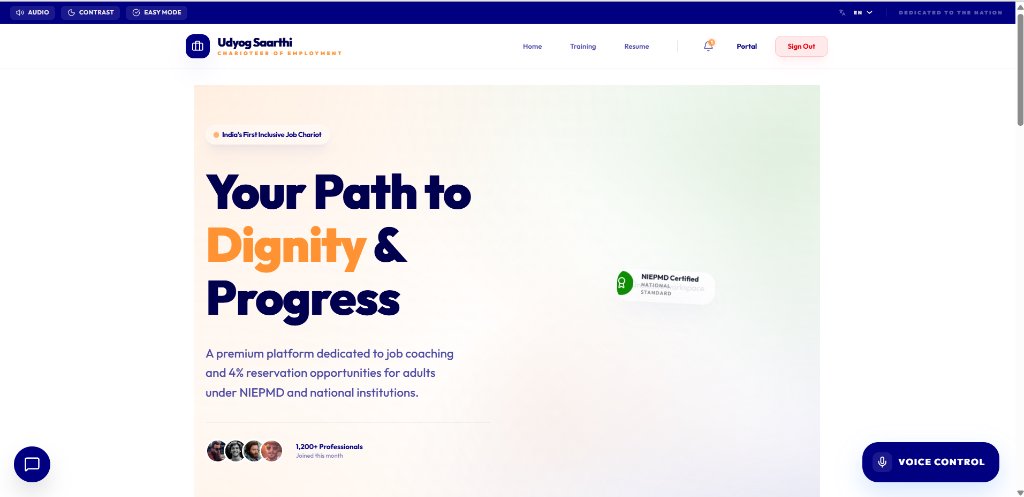 AUDIO
CONTRAST
EASY MODE
EN
DEDICATED TO THE NATION
Udyog Saarthi
CHARIOTEER OF EMPLOYMENT
Home
Training
Resume
Portal
Sign Out
India's First Inclusive Job Chariot
Your Path to
Dignity &
Progress
NIEPMD Certified
NATIONAL
STANDARD
A premium platform dedicated to job coaching
and 4% reservation opportunities for adults
under NIEPMD and national institutions.
1,200+ Professionals
Joined this month
VOICE CONTROL